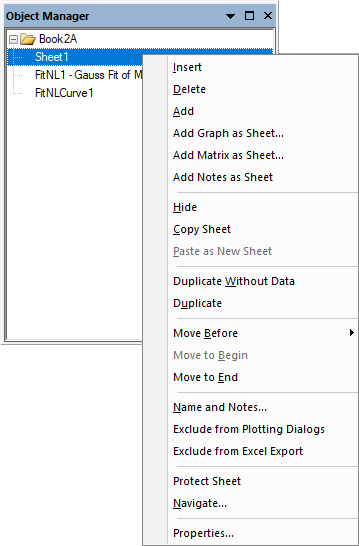 Object Manager
Book2A
Sheet1
FitNL1 - Gauss Fit of M
FitNLCurve1
Insert
Delete
Add
Add Graph as Sheet...
Add Matrix as Sheet...
Add Notes as Sheet
Hide
Copy Sheet
Paste as New Sheet
Duplicate Without Data
Duplicate
Move Before
Move to Begin
Move to End
Name and Notes...
Exclude from Plotting Dialogs
Exclude from Excel Export
Protect Sheet
Navigate...
Properties...